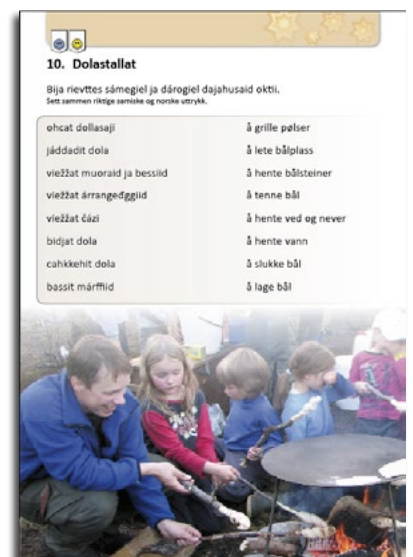 10. Dolastallat
Bija rievttes sámegiel ja dárogiel dajahusaid oktii.
Sett sammen riktige samiske og norske uttrykk.
ohcat dollasaji å grille pølser
jáddadit dola å lete bålplass
viežžat muoraid ja bessiid å hente bålsteiner
viežžat árrangeđggiid å tenne bål
viežžat čázi å hente ved og never
bidjat dola å hente vann
cahkkehit dola å slukke bål
bassit márffiid å lage bål